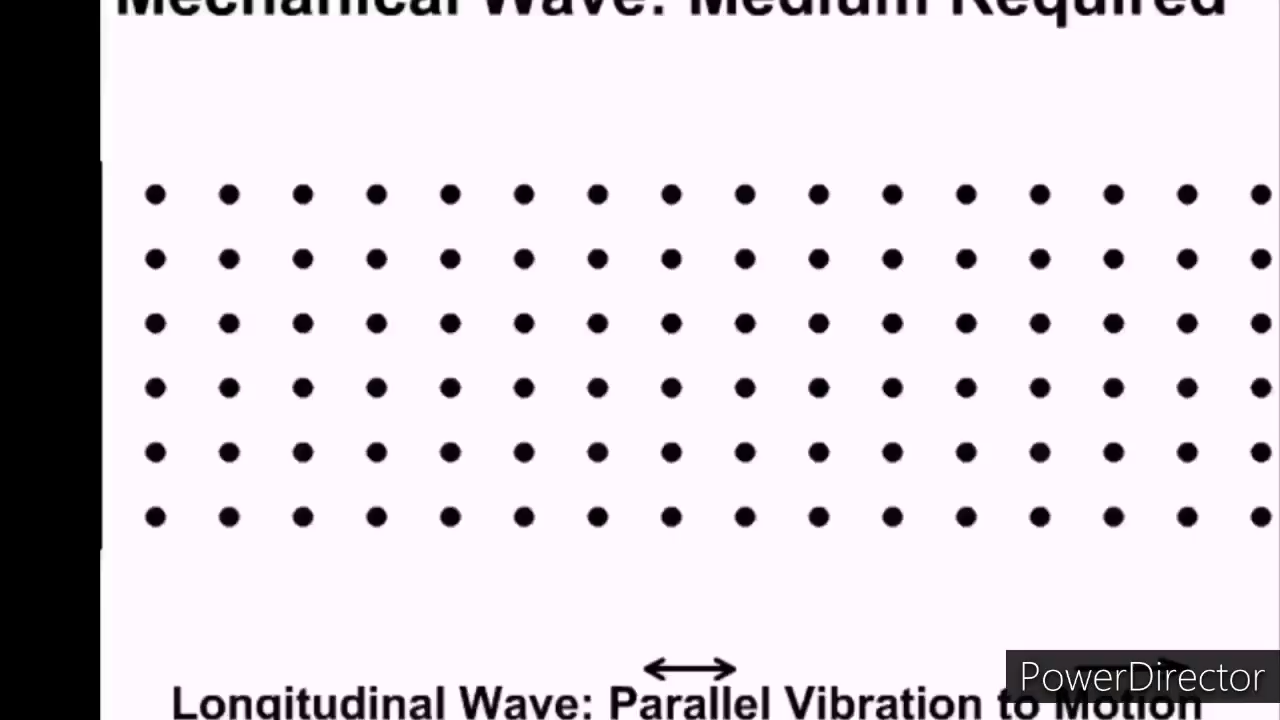 Mechanical Wave: Medium Required
PowerDirector
Longitudinal Wave: Parallel Vibration to Motion